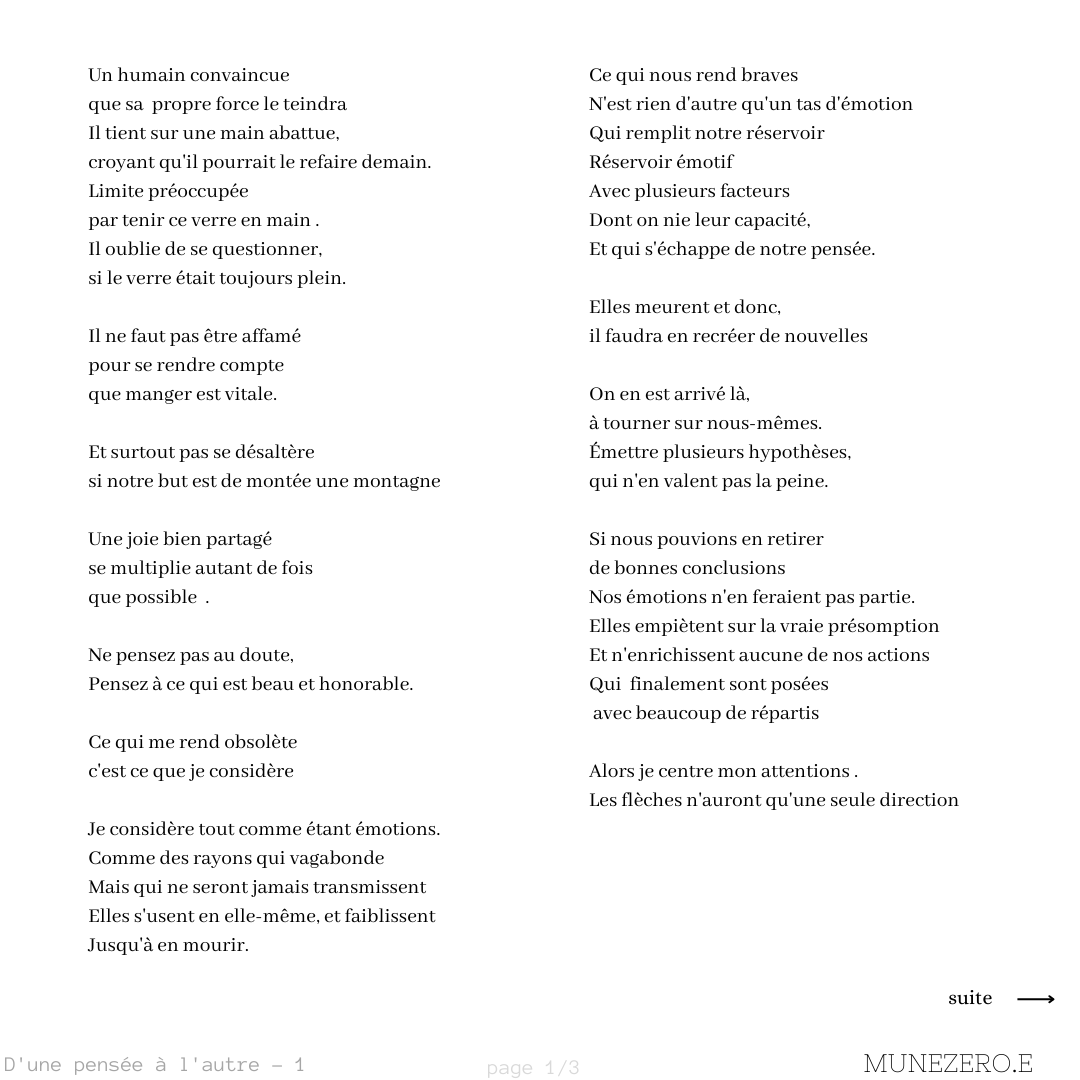 Un humain convaincue
que sa  propre force le teindra
Il tient sur une main abattue,
croyant qu'il pourrait le refaire demain.
Limite préoccupée
par tenir ce verre en main .
Il oublie de se questionner,
si le verre était toujours plein.

Il ne faut pas être affamé
pour se rendre compte
que manger est vitale.

Et surtout pas se désaltère
si notre but est de montée une montagne

Une joie bien partagé
se multiplie autant de fois
que possible  .

Ne pensez pas au doute,
Pensez à ce qui est beau et honorable.

Ce qui me rend obsolète
c'est ce que je considère

Je considère tout comme étant émotions.
Comme des rayons qui vagabonde
Mais qui ne seront jamais transmissent
Elles s'usent en elle-même, et faiblissent
Jusqu'à en mourir.

Ce qui nous rend braves
N'est rien d'autre qu'un tas d'émotion
Qui remplit notre réservoir
Réservoir émotif
Avec plusieurs facteurs
Dont on nie leur capacité,
Et qui s'échappe de notre pensée.

Elles meurent et donc,
il faudra en recréer de nouvelles

On en est arrivé là,
à tourner sur nous-mêmes.
Émettre plusieurs hypothèses,
qui n'en valent pas la peine.

Si nous pouvions en retirer
de bonnes conclusions
Nos émotions n'en feraient pas partie.
Elles empiètent sur la vraie présomption
Et n'enrichissent aucune de nos actions
Qui  finalement sont posées
avec beaucoup de répartis

Alors je centre mon attentions .
Les flèches n'auront qu'une seule direction

suite ⟶
D'une pensée à l'autre - 1
page 1/3
MUNEZERO.E